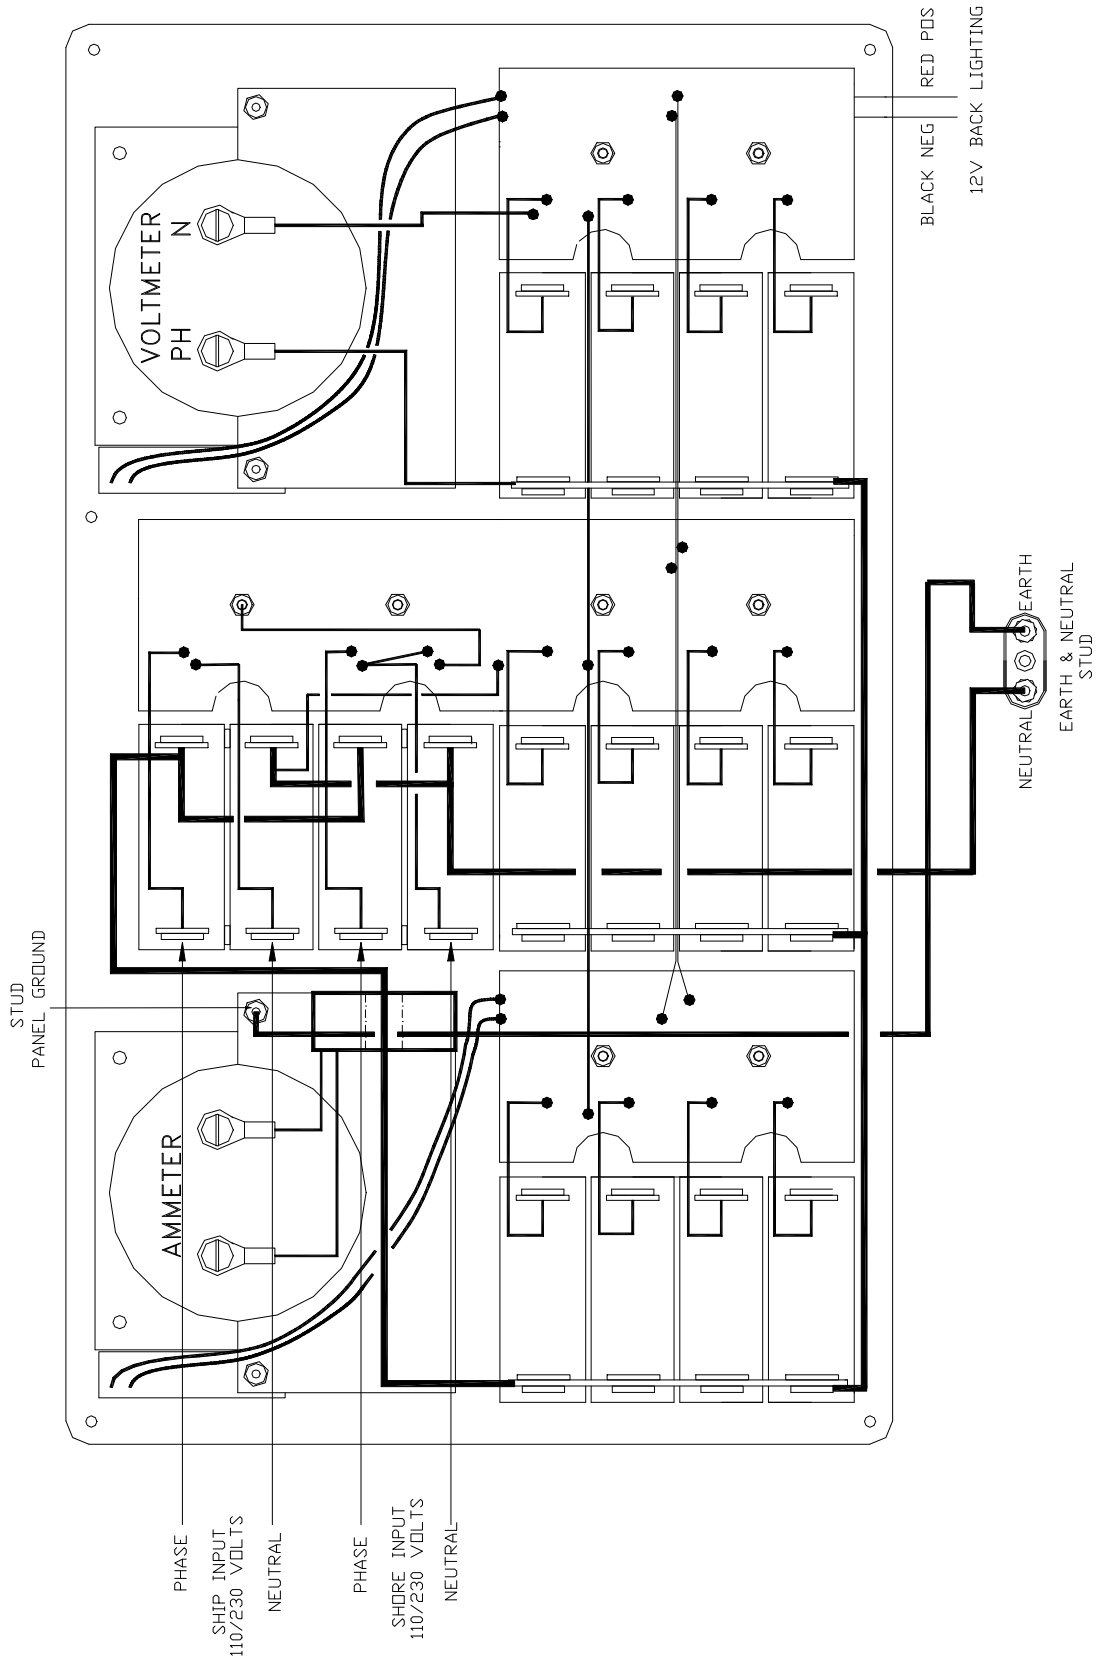 STUD
PANEL GROUND
AMMETER
VOLTMETER
PH N
PHASE
SHIP INPUT
110/230 VOLTS
NEUTRAL
PHASE
SHORE INPUT
110/230 VOLTS
NEUTRAL
BLACK NEG RED POS
12V BACK LIGHTING
NEUTRAL EARTH
EARTH & NEUTRAL
STUD